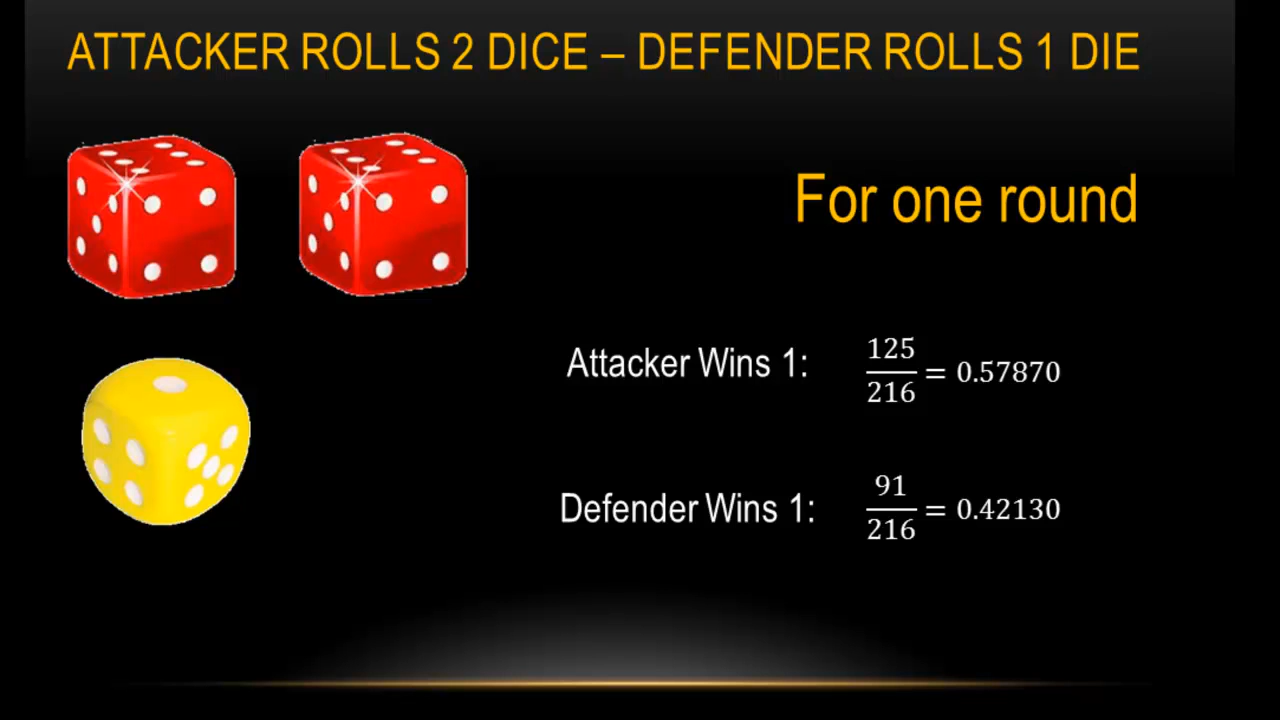 ATTACKER ROLLS 2 DICE – DEFENDER ROLLS 1 DIE
For one round
Attacker Wins 1: 125/216 = 0.57870
Defender Wins 1: 91/216 = 0.42130